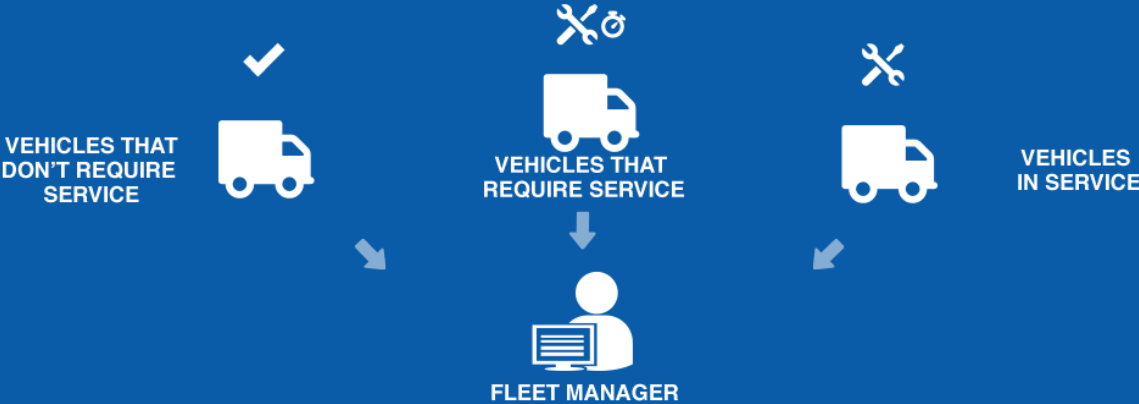 VEHICLES THAT
DON'T REQUIRE
SERVICE
VEHICLES THAT
REQUIRE SERVICE
VEHICLES
IN SERVICE
FLEET MANAGER